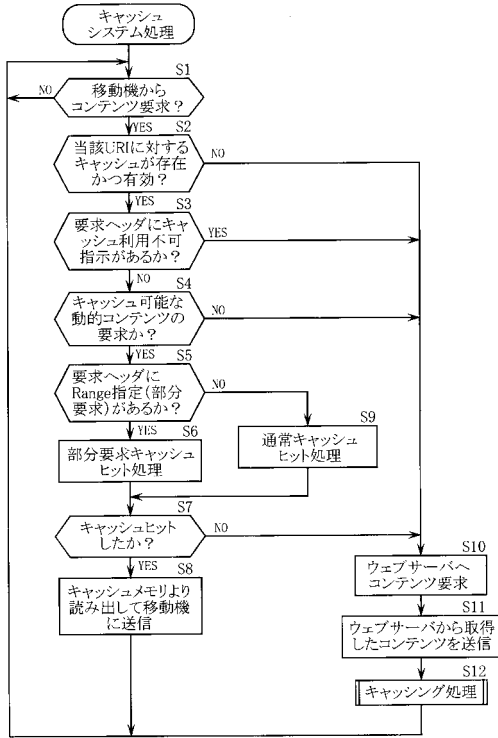 キャッシュ
システム処理
S1
移動機から
コンテンツ要求？
NO
YES
S2
当該URIに対する
キャッシュが存在
かつ有効？
NO
YES
S3
要求ヘッダにキャ
ッシュ利用不可
指示があるか？
YES
NO
S4
キャッシュ可能な
動的コンテンツの
要求か？
NO
YES
S5
要求ヘッダに
Range指定(部分
要求)があるか？
NO
YES
S6
部分要求キャッシュ
ヒット処理
S9
通常キャッシュ
ヒット処理
S7
キャッシュヒット
したか？
NO
YES
S8
キャッシュメモリより
読み出して移動機
に送信
S10
ウェブサーバへ
コンテンツ要求
S11
ウェブサーバから取得
したコンテンツを送信
S12
キャッシング処理